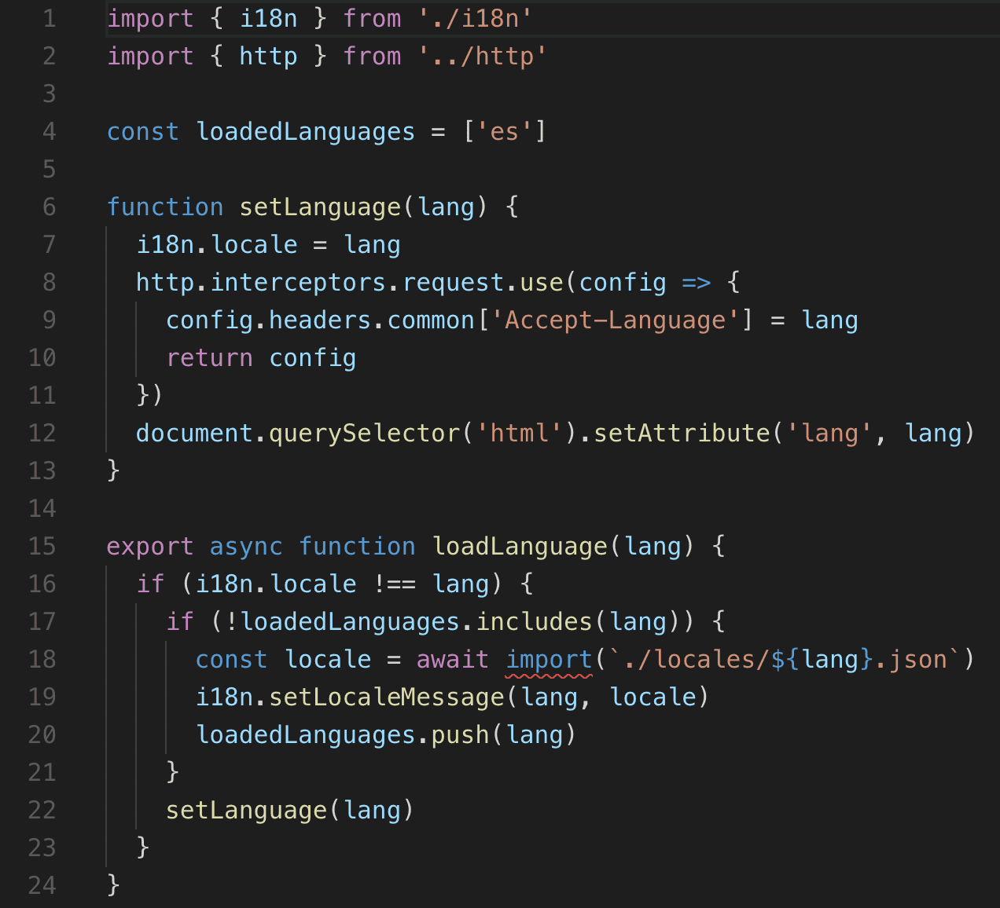 1 import { i18n } from './i18n'
2 import { http } from '../http'
3
4 const loadedLanguages = ['es']
5
6 function setLanguage(lang) {
7   i18n.locale = lang
8   http.interceptors.request.use(config => {
9     config.headers.common['Accept-Language'] = lang
10     return config
11   })
12   document.querySelector('html').setAttribute('lang', lang)
13 }
14
15 export async function loadLanguage(lang) {
16   if (i18n.locale !== lang) {
17     if (!loadedLanguages.includes(lang)) {
18       const locale = await import(`./locales/${lang}.json`)
19       i18n.setLocaleMessage(lang, locale)
20       loadedLanguages.push(lang)
21     }
22     setLanguage(lang)
23   }
24 }